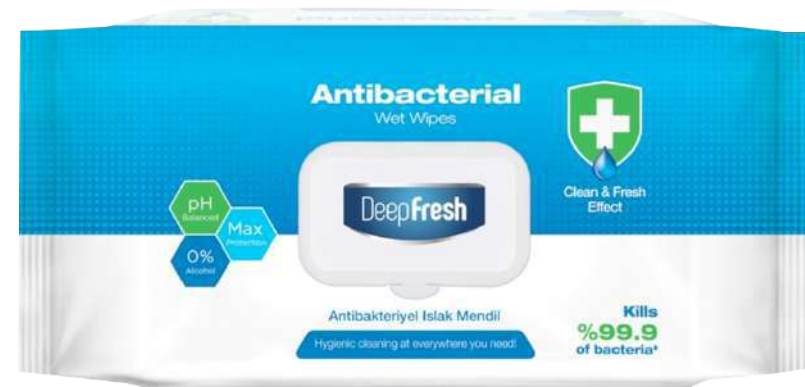 Antibacterial
Wet Wipes
Clean & Fresh
Effect
DeepFresh
pH
Balanced
Max
Protection
0%
Alcohol
Antibakteriyel Islak Mendil
Hygienic cleaning at everywhere you need!
Kills
%99.9
of bacteria*